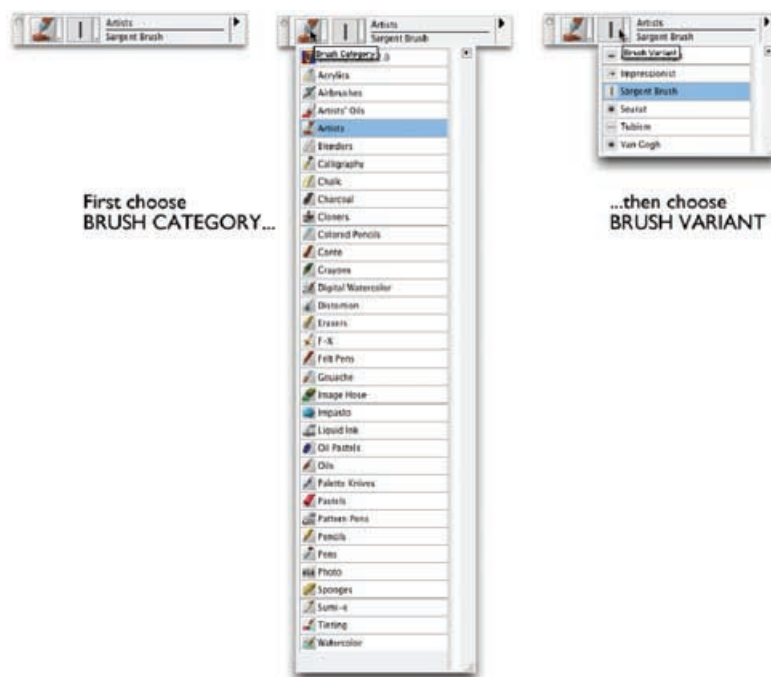 Artists
Sargent Brush
First choose
BRUSH CATEGORY...
Artists
Sargent Brush
Brush Category
.0
Acrylics
Airbrushes
Artists' Oils
Artists
Blenders
Calligraphy
Chalk
Charcoal
Cloners
Colored Pencils
Conte
Crayons
Digital Watercolor
Distortion
Erasers
F-X
Felt Pens
Gouache
Image Hose
Impasto
Liquid Ink
Oil Pastels
Oils
Palette Knives
Pastels
Pattern Pens
Pencils
Pens
Photo
Sponges
Sumi-e
Tinting
Watercolor
Artists
Sargent Brush
Brush Variant
Impressionist
Sargent Brush
Seurat
Tubism
Van Gogh
...then choose
BRUSH VARIANT